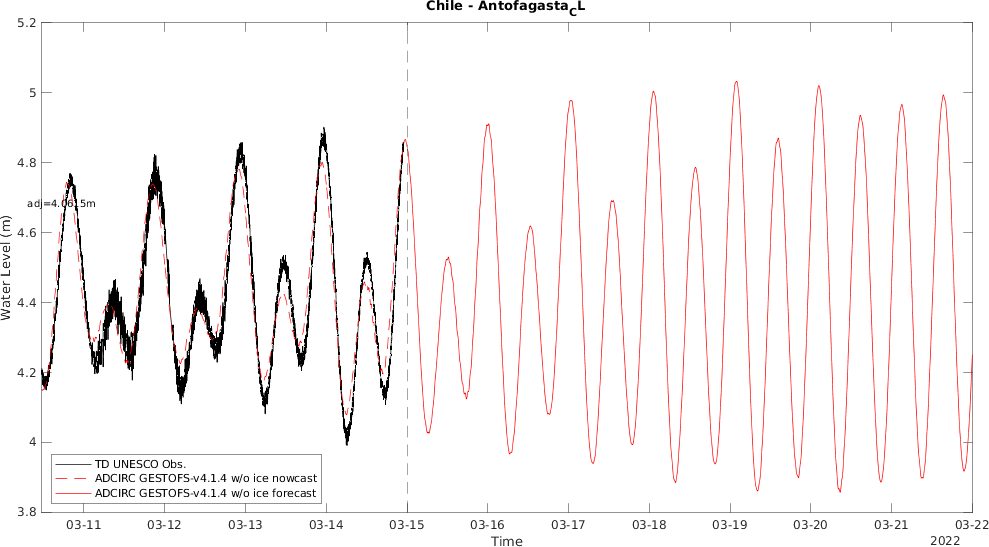 Chile - Antofagasta_CL
5.2
5
4.8
4.6
4.4
4.2
4
3.8
Water Level (m)
adj=4.0615m
TD UNESCO Obs.
ADCIRC GESTOFS-v4.1.4 w/o ice nowcast
ADCIRC GESTOFS-v4.1.4 w/o ice forecast
03-11 03-12 03-13 03-14 03-15 03-16 03-17 03-18 03-19 03-20 03-21 03-22
Time
2022